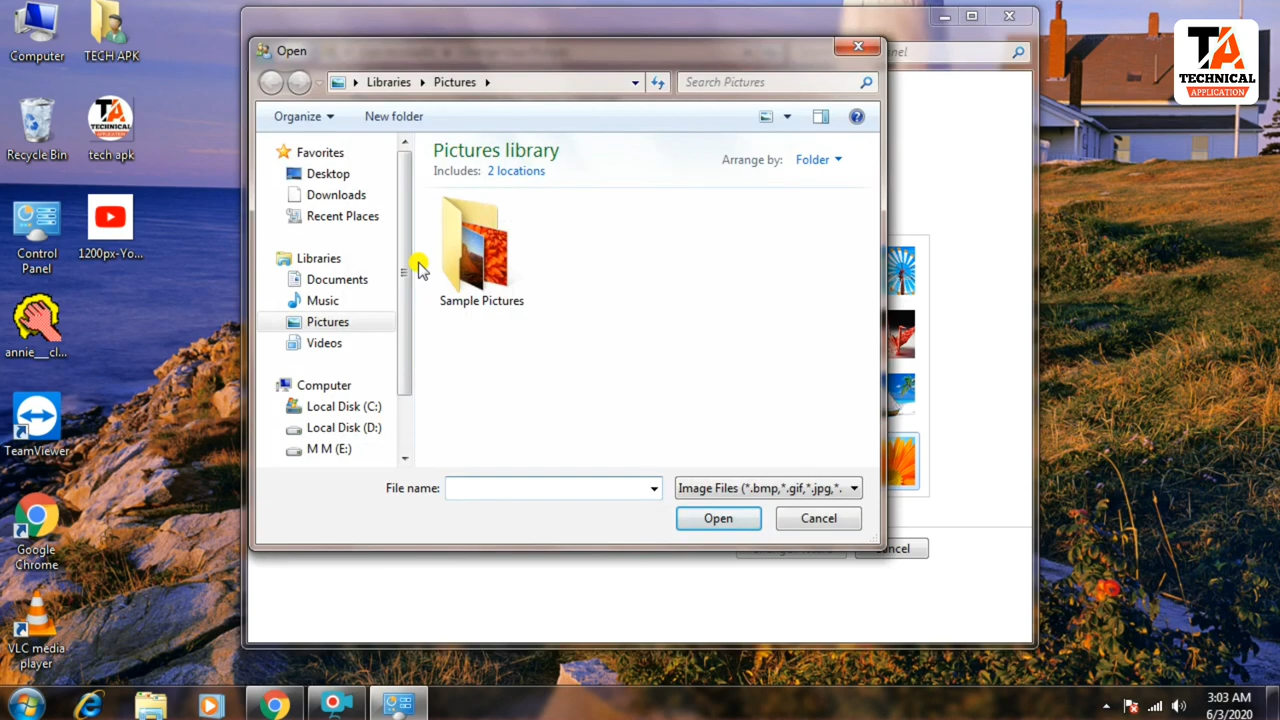 Computer
TECH APK
Recycle Bin
tech apk
Control
Panel
1200px-Yo...
annie__cl...
TeamViewer
Google
Chrome
VLC media
player
Open
Libraries
Pictures
Search Pictures
Organize
New folder
Favorites
Desktop
Downloads
Recent Places
Libraries
Documents
Music
Pictures
Videos
Computer
Local Disk (C:)
Local Disk (D:)
M M (E:)
Pictures library
Includes: 2 locations
Arrange by: Folder
Sample Pictures
File name:
Image Files (*.bmp,*.gif,*.jpg,*.
Open
Cancel
TA
TECHNICAL
APPLICATION
3:03 AM
6/3/2020